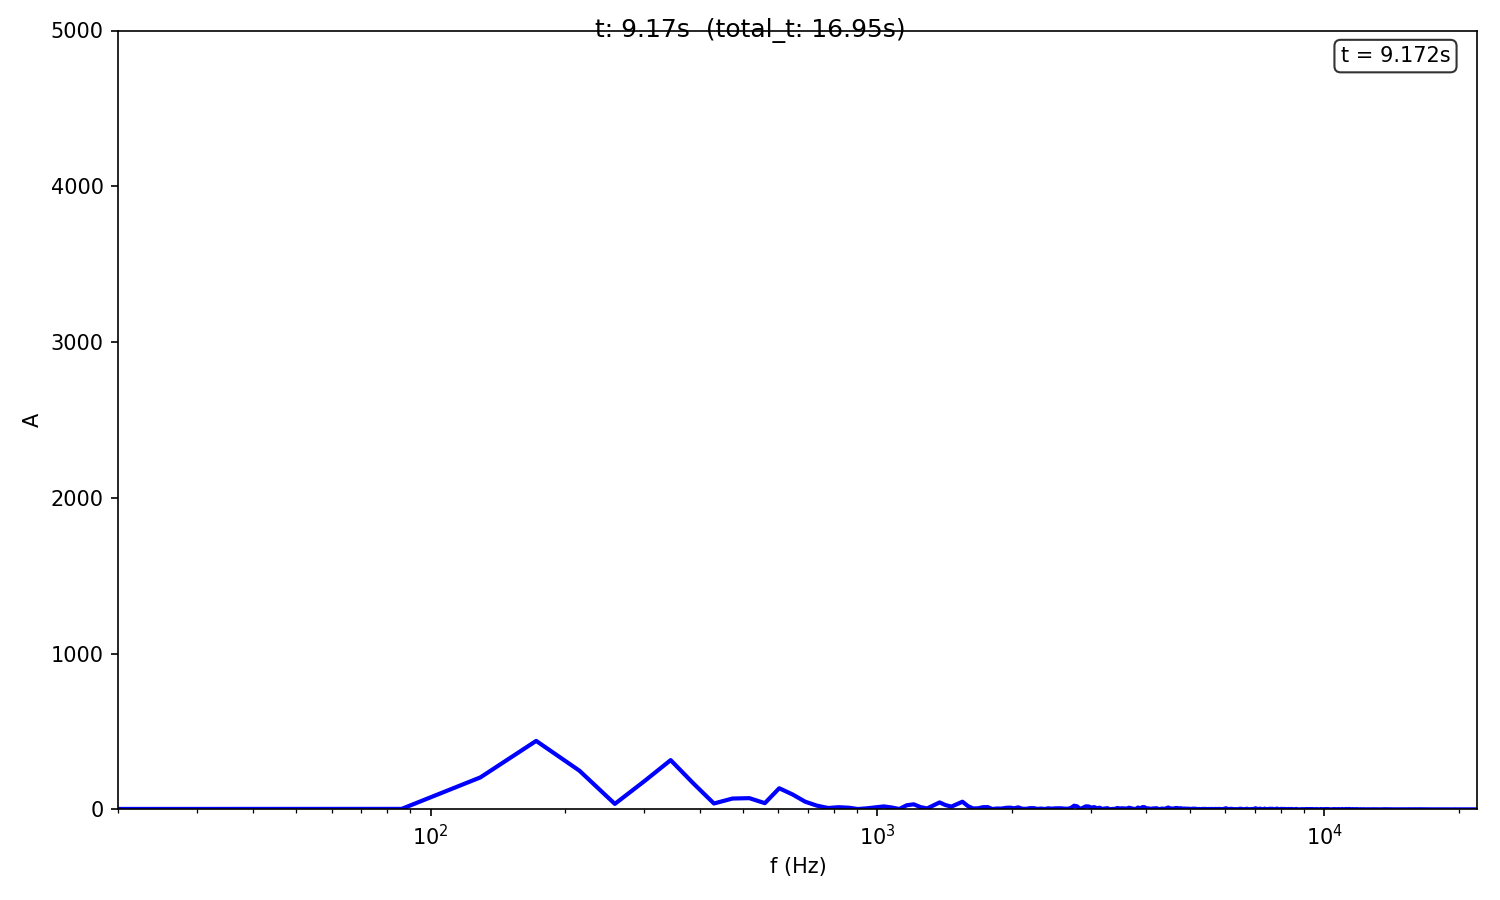 t: 9.17s  (total_t: 16.95s)
t = 9.172s
5000
4000
3000
2000
1000
0
A
10²
10³
10⁴
f (Hz)